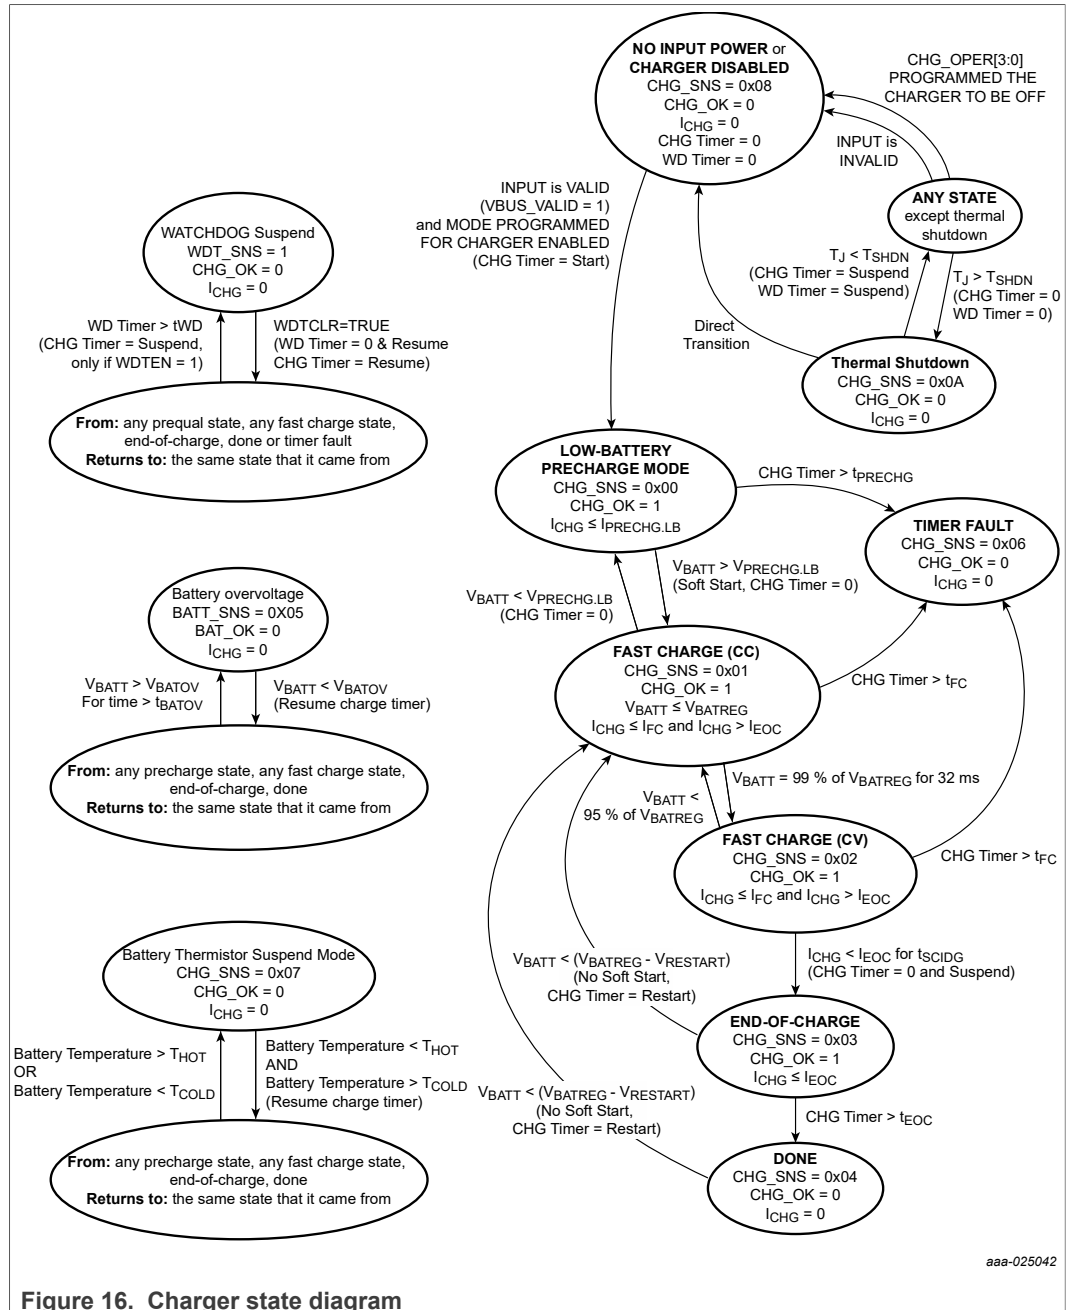 NO INPUT POWER or
CHARGER DISABLED
CHG_SNS = 0x08
CHG_OK = 0
ICHG = 0
CHG Timer = 0
WD Timer = 0
CHG_OPER[3:0]
PROGRAMMED THE
CHARGER TO BE OFF
INPUT is
INVALID
ANY STATE
except thermal
shutdown
INPUT is VALID
(VBUS_VALID = 1)
and MODE PROGRAMMED
FOR CHARGER ENABLED
(CHG Timer = Start)
TJ < TSHDN
(CHG Timer = Suspend
WD Timer = Suspend)
TJ > TSHDN
(CHG Timer = 0
WD Timer = 0)
Direct
Transition
Thermal Shutdown
CHG_SNS = 0x0A
CHG_OK = 0
ICHG = 0
WATCHDOG Suspend
WDT_SNS = 1
CHG_OK = 0
ICHG = 0
WD Timer > tWD
(CHG Timer = Suspend,
only if WDTEN = 1)
WDTCLR=TRUE
(WD Timer = 0 & Resume
CHG Timer = Resume)
From: any prequal state, any fast charge state,
end-of-charge, done or timer fault
Returns to: the same state that it came from
LOW-BATTERY
PRECHARGE MODE
CHG_SNS = 0x00
CHG_OK = 1
ICHG ≤ IPRECHG.LB
CHG Timer > tPRECHG
TIMER FAULT
CHG_SNS = 0x06
CHG_OK = 0
ICHG = 0
VBATT > VPRECHG.LB
(Soft Start, CHG Timer = 0)
VBATT < VPRECHG.LB
(CHG Timer = 0)
Battery overvoltage
BATT_SNS = 0X05
BAT_OK = 0
ICHG = 0
VBATT > VBATOV
For time > tBATOV
VBATT < VBATOV
(Resume charge timer)
From: any precharge state, any fast charge state,
end-of-charge, done
Returns to: the same state that it came from
FAST CHARGE (CC)
CHG_SNS = 0x01
CHG_OK = 1
VBATT ≤ VBATREG
ICHG ≤ IFC and ICHG > IEOC
CHG Timer > tFC
VBATT = 99 % of VBATREG for 32 ms
VBATT <
95 % of VBATREG
FAST CHARGE (CV)
CHG_SNS = 0x02
CHG_OK = 1
ICHG ≤ IFC and ICHG > IEOC
CHG Timer > tFC
ICHG < IEOC for tSCIDG
(CHG Timer = 0 and Suspend)
VBATT < (VBATREG - VRESTART)
(No Soft Start,
CHG Timer = Restart)
END-OF-CHARGE
CHG_SNS = 0x03
CHG_OK = 1
ICHG ≤ IEOC
CHG Timer > tEOC
VBATT < (VBATREG - VRESTART)
(No Soft Start,
CHG Timer = Restart)
DONE
CHG_SNS = 0x04
CHG_OK = 0
ICHG = 0
Battery Thermistor Suspend Mode
CHG_SNS = 0x07
CHG_OK = 0
ICHG = 0
Battery Temperature > THOT
OR
Battery Temperature < TCOLD
Battery Temperature < THOT
AND
Battery Temperature > TCOLD
(Resume charge timer)
From: any precharge state, any fast charge state,
end-of-charge, done
Returns to: the same state that it came from
aaa-025042
Figure 16. Charger state diagram